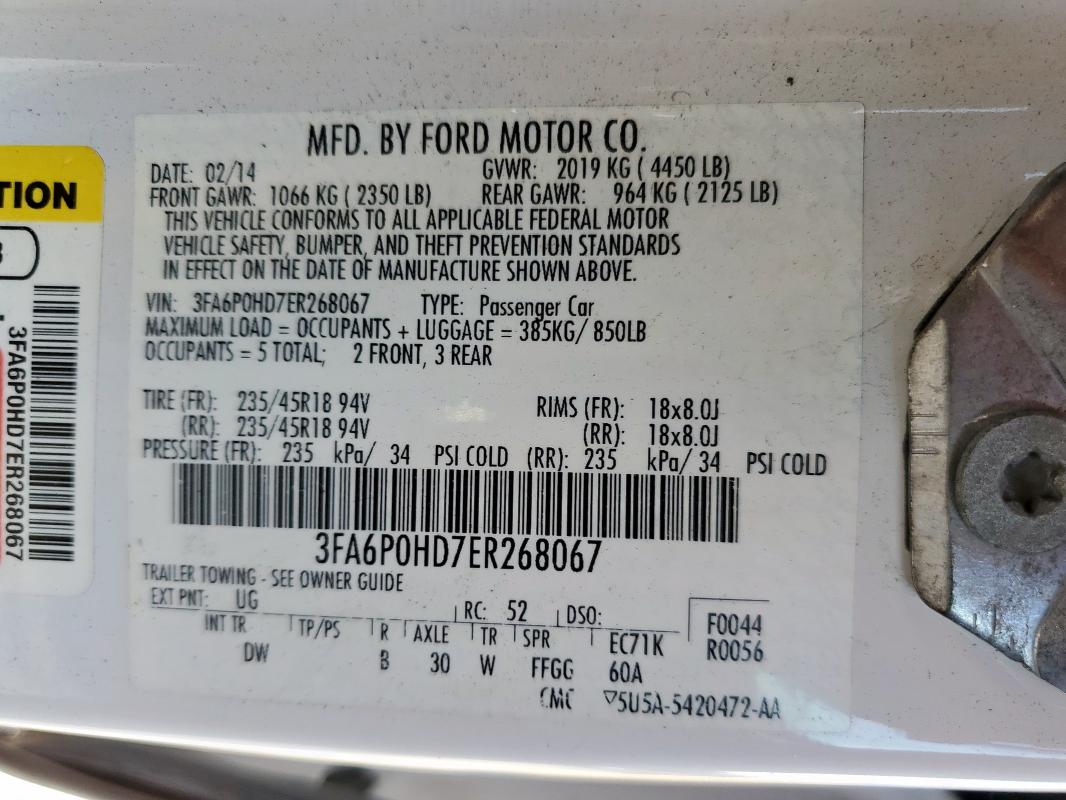 TION
3FA6P0HD7ER268067
MFD. BY FORD MOTOR CO.
DATE: 02/14 GVWR: 2019 KG ( 4450 LB)
FRONT GAWR: 1066 KG ( 2350 LB) REAR GAWR: 964 KG ( 2125 LB)
THIS VEHICLE CONFORMS TO ALL APPLICABLE FEDERAL MOTOR
VEHICLE SAFETY, BUMPER, AND THEFT PREVENTION STANDARDS
IN EFFECT ON THE DATE OF MANUFACTURE SHOWN ABOVE.
VIN: 3FA6P0HD7ER268067 TYPE: Passenger Car
MAXIMUM LOAD = OCCUPANTS + LUGGAGE = 385KG/ 850LB
OCCUPANTS = 5 TOTAL; 2 FRONT, 3 REAR
TIRE (FR): 235/45R18 94V RIMS (FR): 18x8.0J
(RR): 235/45R18 94V (RR): 18x8.0J
PRESSURE (FR): 235 kPa/ 34 PSI COLD (RR): 235 kPa/ 34 PSI COLD
3FA6P0HD7ER268067
TRAILER TOWING - SEE OWNER GUIDE
EXT PNT: UG RC: 52 DSO: F0044
INT TR TP/PS R AXLE TR SPR EC71K R0056
DW B 30 W FFGG 60A
CMC ▽5U5A-5420472-AA